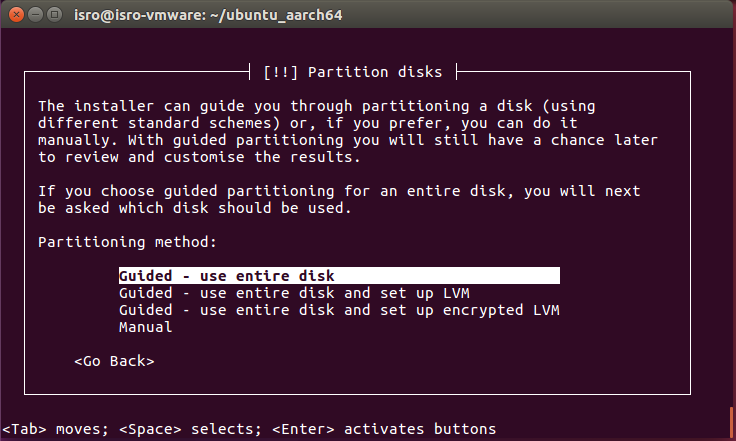 isro@isro-vmware: ~/ubuntu_aarch64
[!!] Partition disks
The installer can guide you through partitioning a disk (using
different standard schemes) or, if you prefer, you can do it
manually. With guided partitioning you will still have a chance later
to review and customise the results.
If you choose guided partitioning for an entire disk, you will next
be asked which disk should be used.
Partitioning method:
Guided - use entire disk
Guided - use entire disk and set up LVM
Guided - use entire disk and set up encrypted LVM
Manual
<Go Back>
<Tab> moves; <Space> selects; <Enter> activates buttons